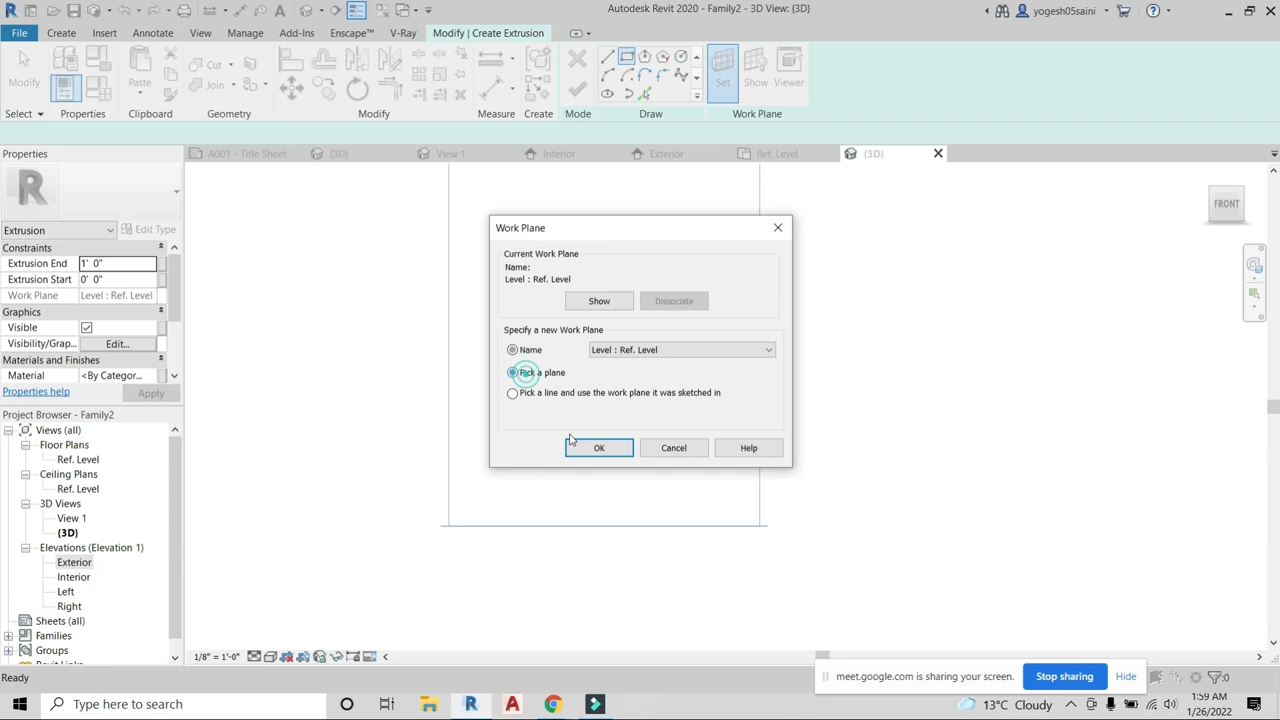 Autodesk Revit 2020 - Family2 - 3D View: {3D}
yogesh05saini
File Create Insert Annotate View Manage Add-Ins Enscape™ V-Ray Modify | Create Extrusion
Modify
Paste
Cut
Join
Set Show Viewer
Select Properties Clipboard Geometry Modify Measure Create Mode Draw Work Plane
Properties
A001 - Title Sheet {3D} View 1 Interior Exterior Ref. Level {3D}
R
FRONT
Extrusion Edit Type
Constraints
Extrusion End 1' 0"
Extrusion Start 0' 0"
Work Plane Level : Ref. Level
Graphics
Visible
Visibility/Grap... Edit...
Materials and Finishes
Material <By Categor...
Properties help Apply
Work Plane
Current Work Plane
Name:
Level : Ref. Level
Show Dissociate
Specify a new Work Plane
Name Level : Ref. Level
Pick a plane
Pick a line and use the work plane it was sketched in
OK Cancel Help
Project Browser - Family2
Views (all)
Floor Plans
Ref. Level
Ceiling Plans
Ref. Level
3D Views
View 1
{3D}
Elevations (Elevation 1)
Exterior
Interior
Left
Right
Sheets (all)
Families
Groups
Revit Links
1/8" = 1'-0"
Ready
meet.google.com is sharing your screen. Stop sharing Hide
:0
Type here to search
13°C Cloudy
1:59 AM
1/26/2022